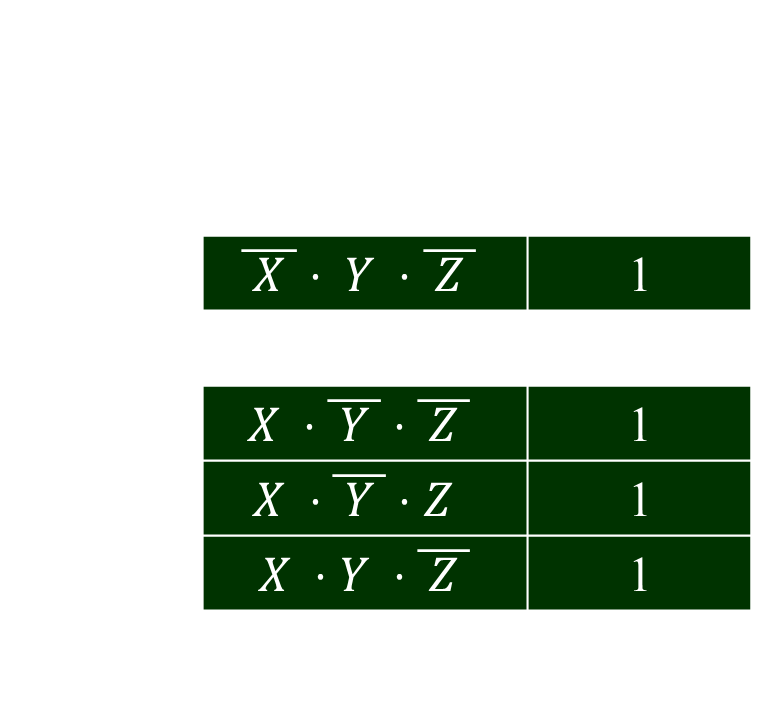 X̅ · Y · Z̅ 1
X · Y̅ · Z̅ 1
X · Y̅ · Z 1
X · Y · Z̅ 1